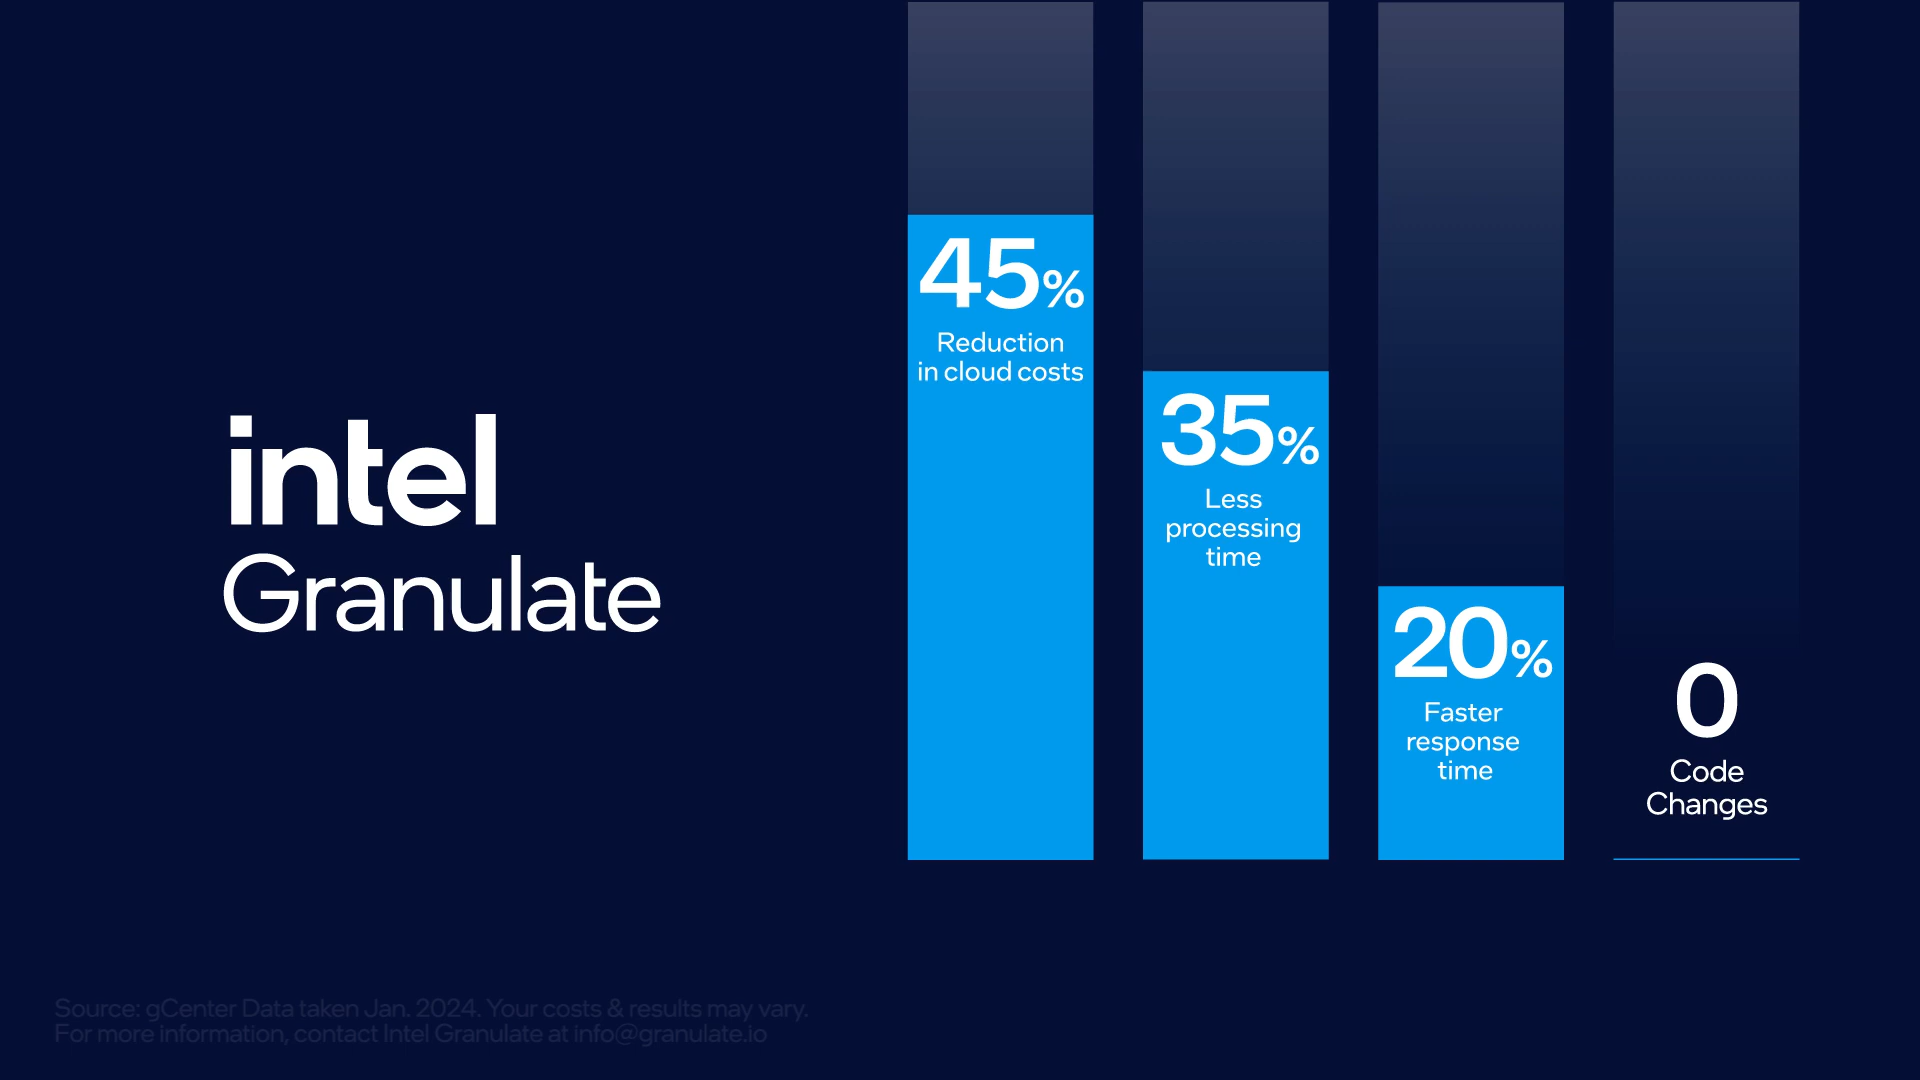 intel
Granulate
45%
Reduction
in cloud costs
35%
Less
processing
time
20%
Faster
response
time
0
Code
Changes
Source: gCenter Data taken Jan. 2024. Your costs & results may vary.
For more information, contact Intel Granulate at info@granulate.io